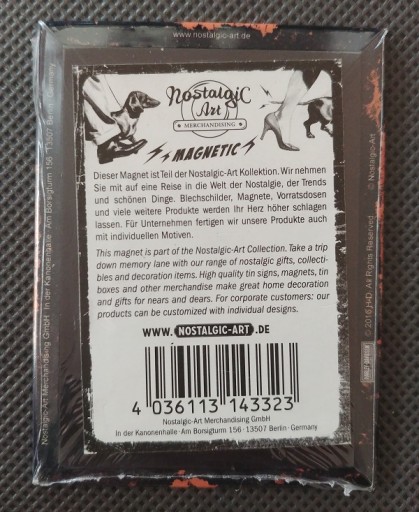 www.nostalgic-art.de
Nostalgic
Art
MERCHANDISING
MAGNETIC
Dieser Magnet ist Teil der Nostalgic-Art Kollektion. Wir nehmen
Sie mit auf eine Reise in die Welt der Nostalgie, der Trends
und schönen Dinge. Blechschilder, Magnete, Vorratsdosen
und viele weitere Produkte werden Ihr Herz höher schlagen
lassen. Für Unternehmen fertigen wir unsere Produkte auch
mit individuellen Motiven.
This magnet is part of the Nostalgic-Art Collection. Take a trip
down memory lane with our range of nostalgic gifts, collecti-
bles and decoration items. High quality tin signs, magnets, tin
boxes and other merchandise make great home decoration
and gifts for nears and dears. For corporate customers: our
products can be customized with individual designs.
WWW.NOSTALGIC-ART.DE
4 036113 143323
Nostalgic-Art Merchandising GmbH
In der Kanonenhalle · Am Borsigturm 156 · 13507 Berlin · Germany
Nostalgic-Art Merchandising GmbH · In der Kanonenhalle · Am Borsigturm 156 · 13507 Berlin
© Nostalgic-Art
© 2016 H-D. All Rights Reserved